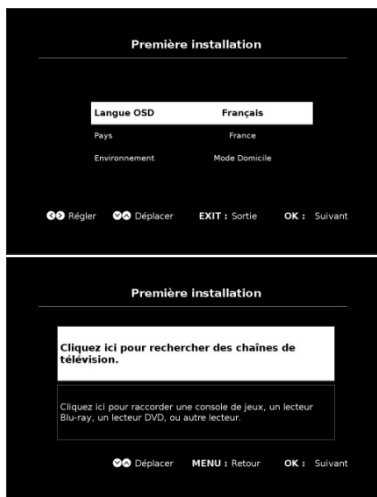 Première installation
Langue OSD Français
Pays France
Environnement Mode Domicile
Régler Déplacer EXIT : Sortie OK : Suivant
Première installation
Cliquez ici pour rechercher des chaînes de
télévision.
Cliquez ici pour raccorder une console de jeux, un lecteur
Blu-ray, un lecteur DVD, ou autre lecteur.
Déplacer MENU : Retour OK : Suivant